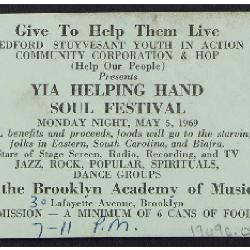 Give To Help Them Live
EDFORD STUYVESANT YOUTH IN ACTION
COMMUNITY CORPORATION & HOP
(Help Our People)
Presents
YIA HELPING HAND
SOUL FESTIVAL
MONDAY NIGHT, MAY 5, 1969
L benefits and proceeds, foods will go to the starving
folks in Eastern, South Carolina, and Biafra.
Stars of Stage Screen, Radio, Recording, and TV
JAZZ, ROCK, POPULAR, SPIRITUALS,
DANCE GROUPS
the Brooklyn Academy of Music
30 Lafayette Avenue, Brooklyn
MISSION — A MINIMUM OF 6 CANS OF FOOD
7-11 P.M.